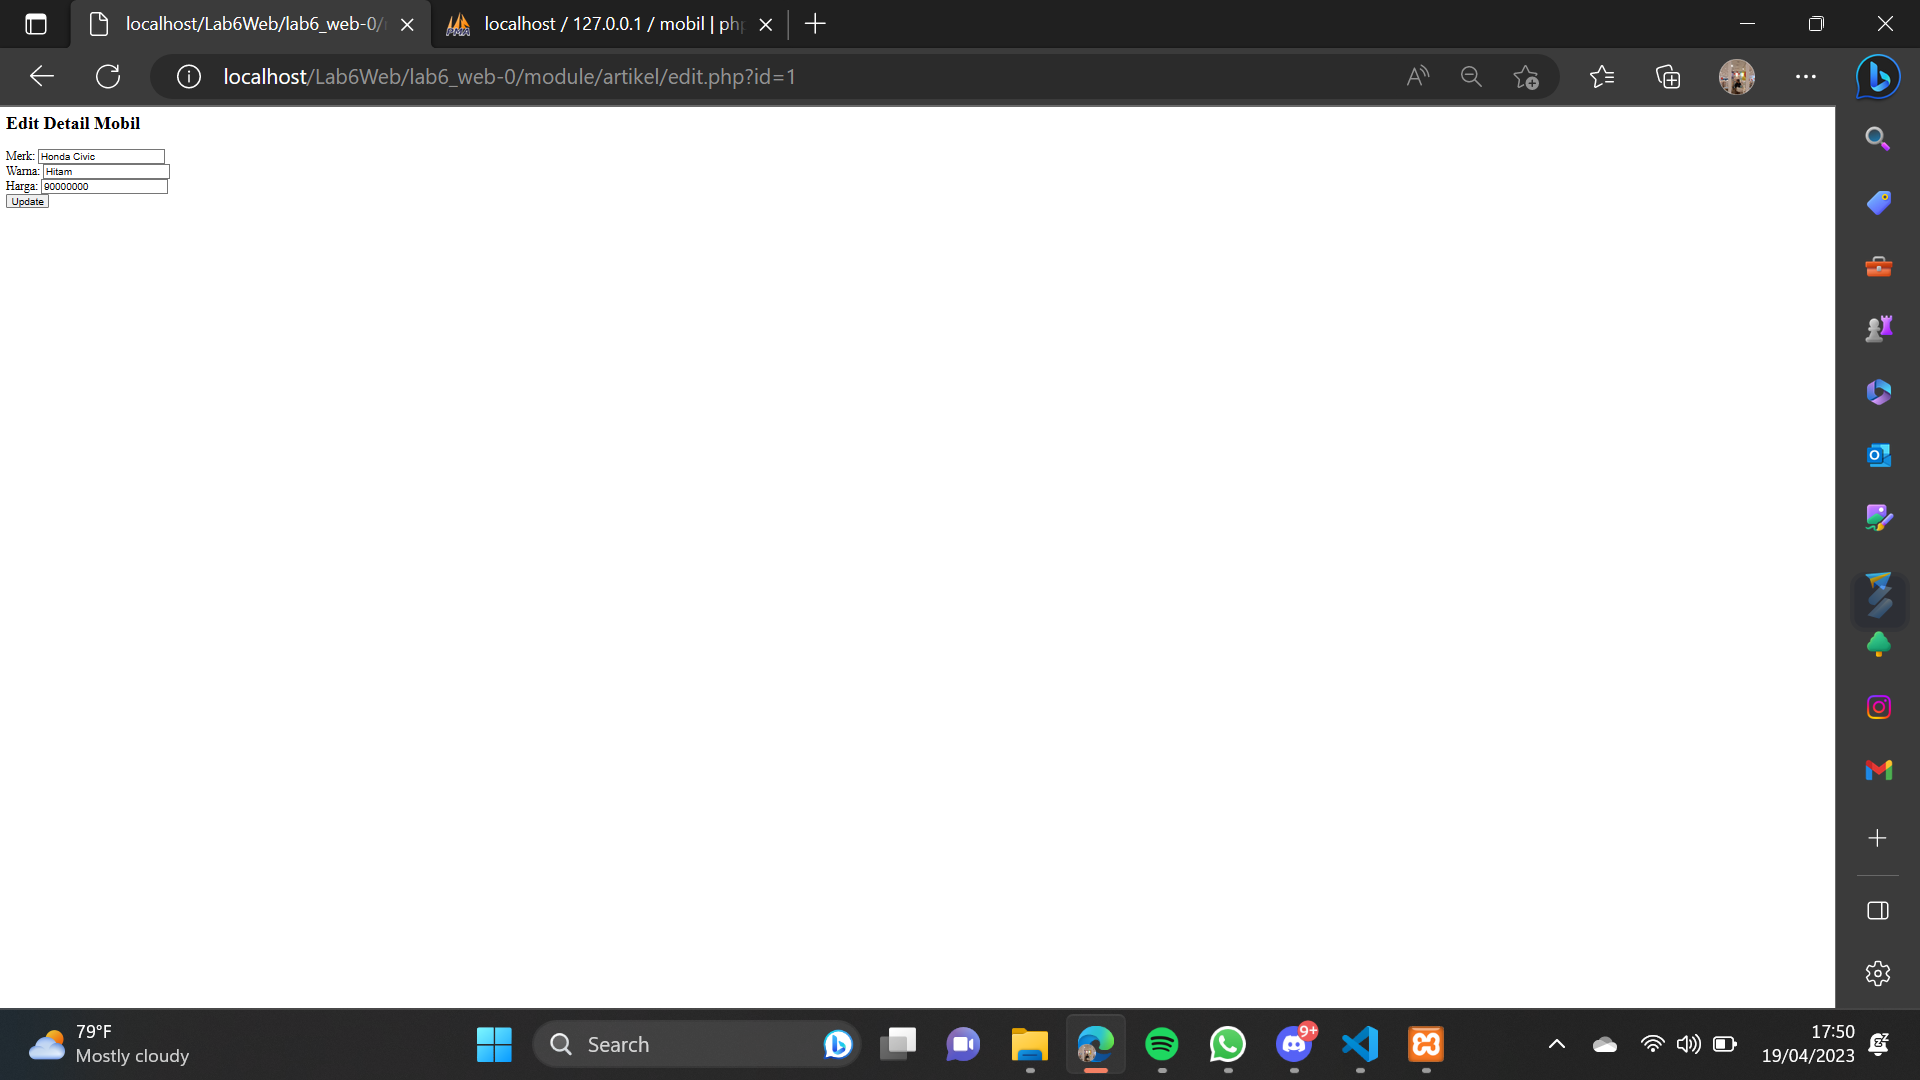 localhost/Lab6Web/lab6_web-0/
localhost / 127.0.0.1 / mobil | php
localhost/Lab6Web/lab6_web-0/module/artikel/edit.php?id=1
Edit Detail Mobil
Merk: Honda Civic
Warna: Hitam
Harga: 90000000
Update
79°F
Mostly cloudy
Search
9+
17:50
19/04/2023